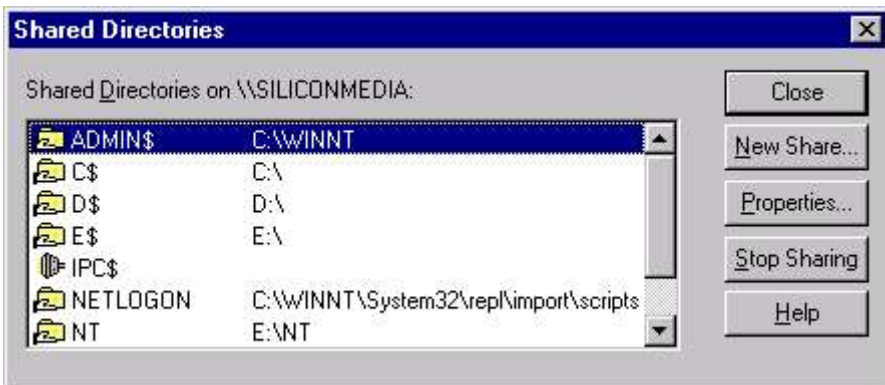 Shared Directories
Shared Directories on \\SILICONMEDIA:
ADMIN$ C:\WINNT
C$ C:\
D$ D:\
E$ E:\
IPC$
NETLOGON C:\WINNT\System32\repl\import\scripts
NT E:\NT
Close
New Share...
Properties...
Stop Sharing
Help